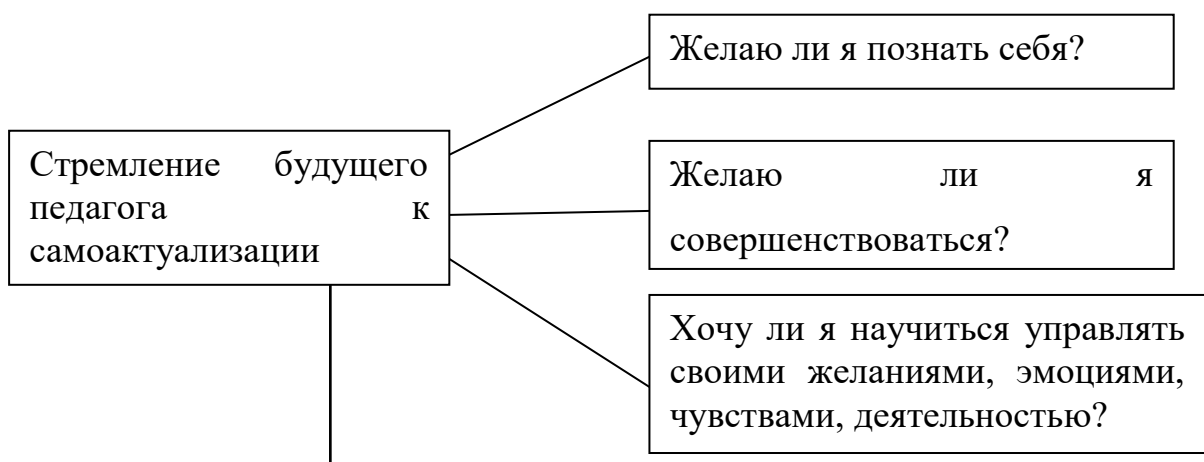 Желаю ли я познать себя?
Стремление будущего
педагога к
самоактуализации
Желаю ли я
совершенствоваться?
Хочу ли я научиться управлять
своими желаниями, эмоциями,
чувствами, деятельностью?